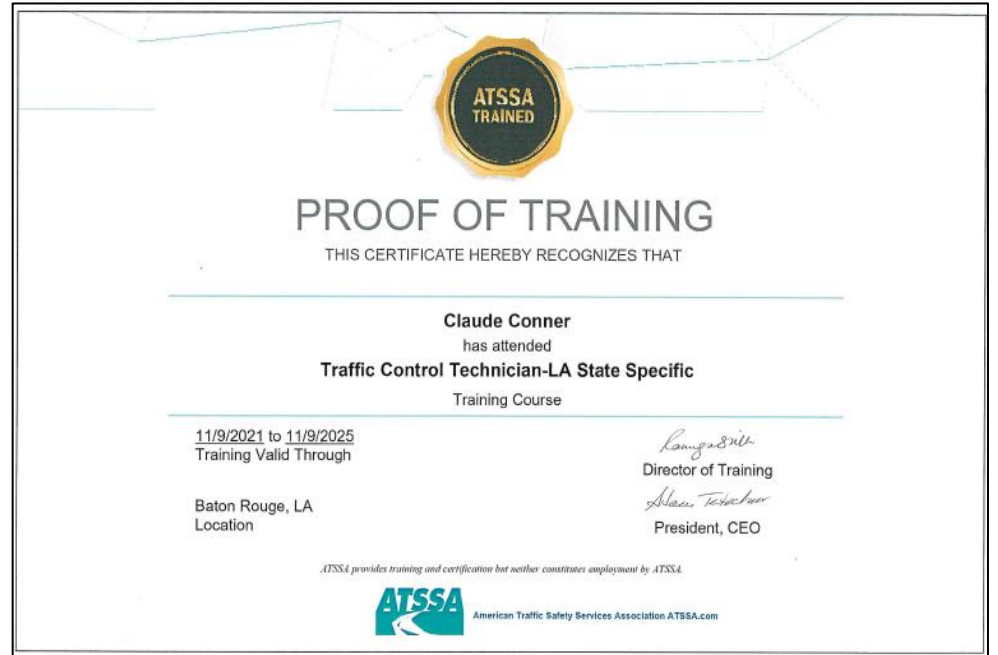 ATSSA
TRAINED
PROOF OF TRAINING
THIS CERTIFICATE HEREBY RECOGNIZES THAT
Claude Conner
has attended
Traffic Control Technician-LA State Specific
Training Course
11/9/2021 to 11/9/2025
Training Valid Through
Director of Training
Baton Rouge, LA
Location
President, CEO
ATSSA provides training and certification but neither constitutes employment by ATSSA.
ATSSA
American Traffic Safety Services Association ATSSA.com